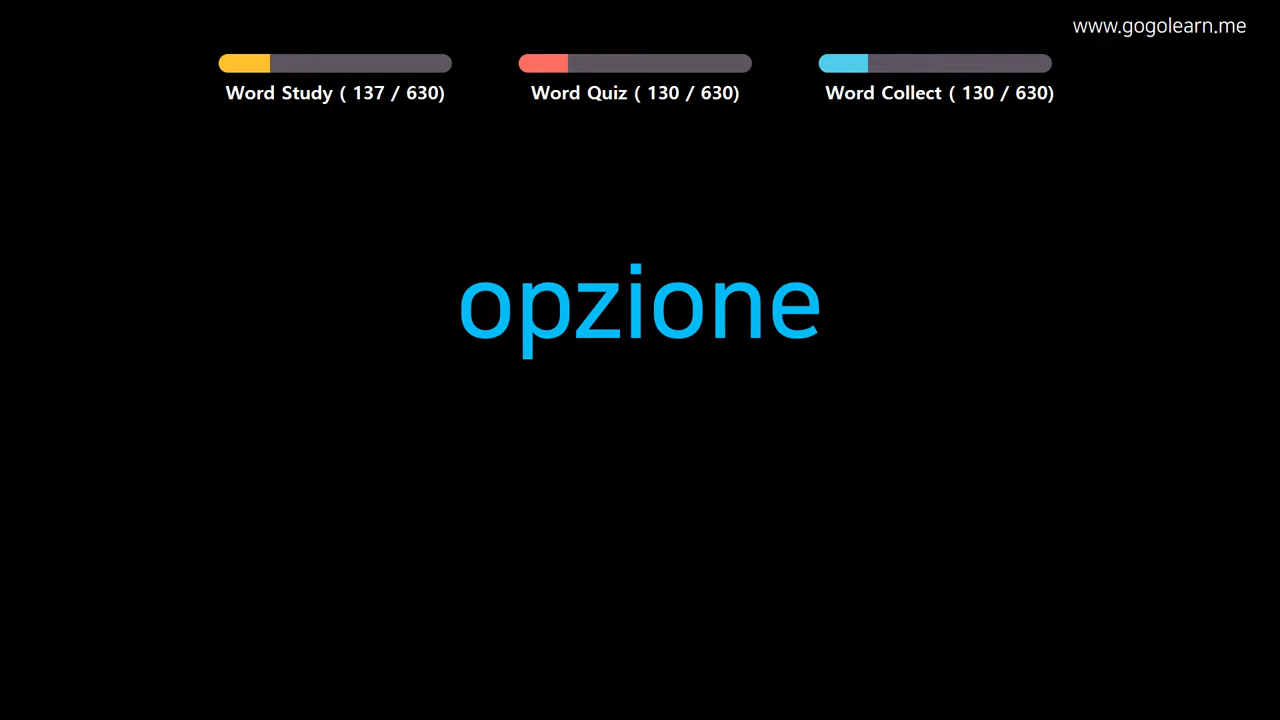 www.gogolearn.me
Word Study ( 137 / 630)
Word Quiz ( 130 / 630)
Word Collect ( 130 / 630)
opzione